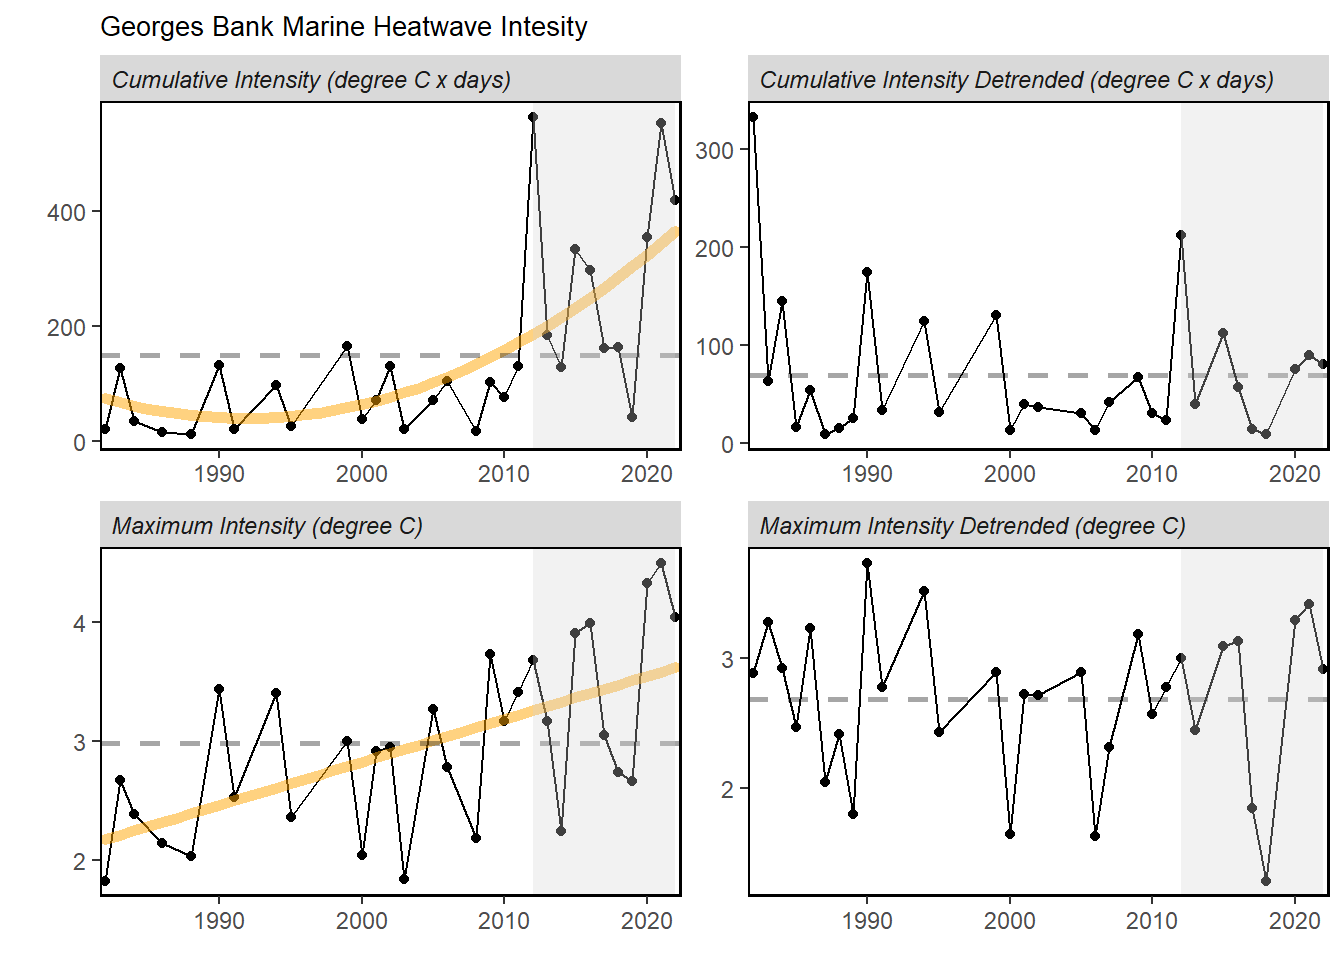 Georges Bank Marine Heatwave Intesity
Cumulative Intensity (degree C x days)
400
200
0
1990 2000 2010 2020
Cumulative Intensity Detrended (degree C x days)
300
200
100
0
1990 2000 2010 2020
Maximum Intensity (degree C)
4
3
2
1990 2000 2010 2020
Maximum Intensity Detrended (degree C)
3
2
1990 2000 2010 2020